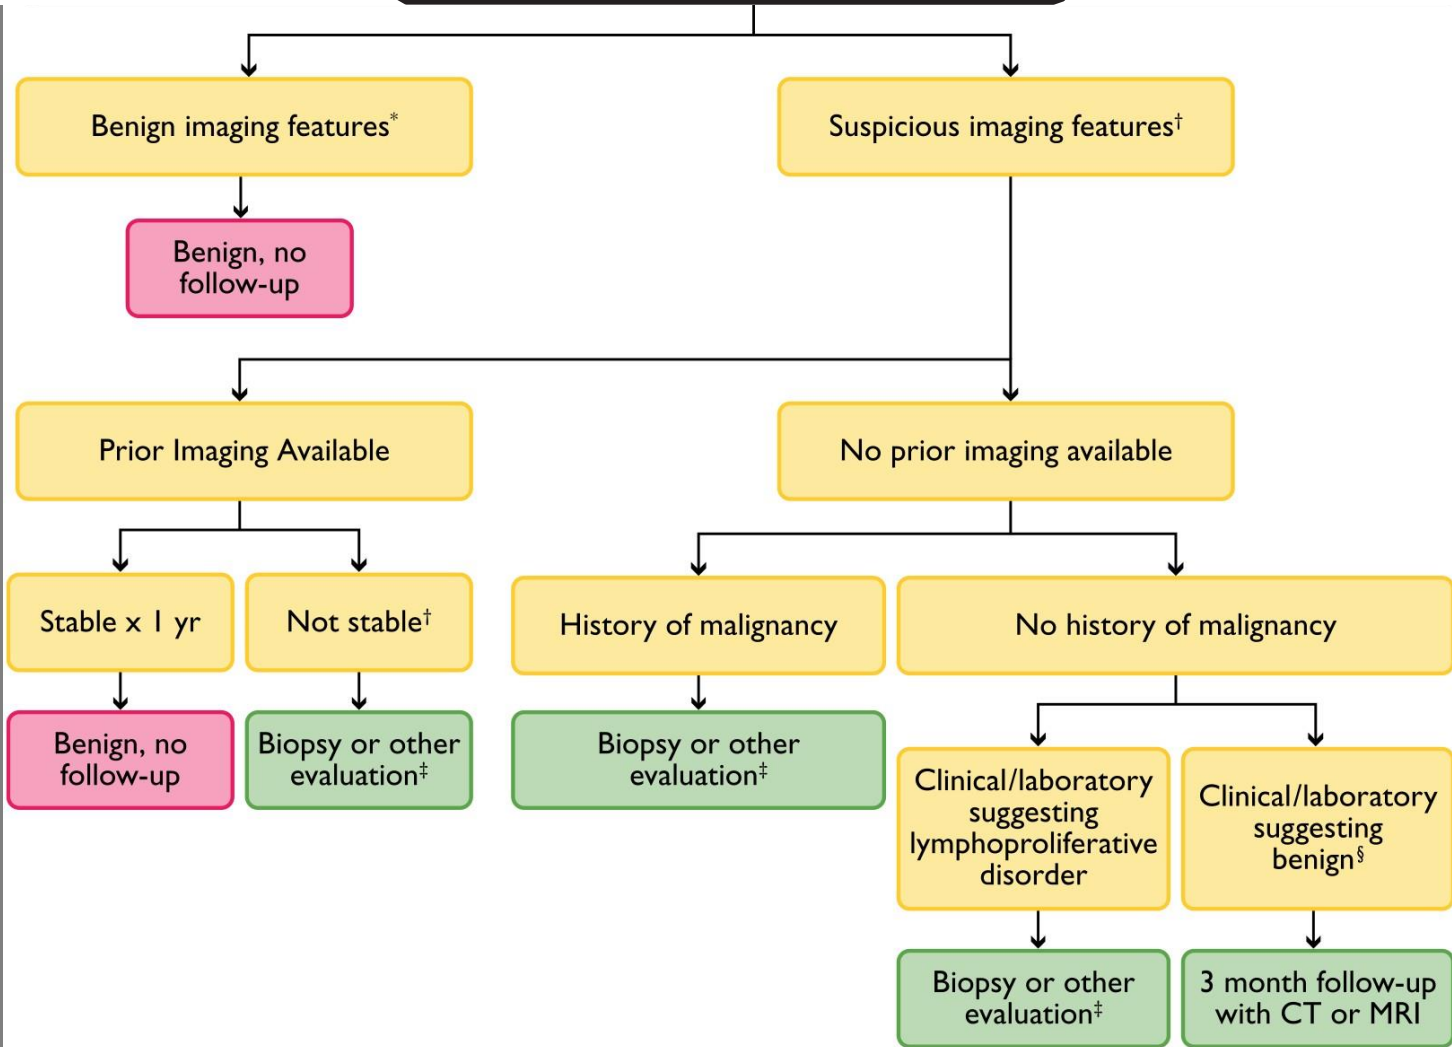 Benign imaging features*
Suspicious imaging features†
Benign, no
follow-up
Prior Imaging Available
No prior imaging available
Stable x 1 yr
Not stable†
History of malignancy
No history of malignancy
Benign, no
follow-up
Biopsy or other
evaluation‡
Biopsy or other
evaluation‡
Clinical/laboratory
suggesting
lymphoproliferative
disorder
Clinical/laboratory
suggesting
benign§
Biopsy or other
evaluation‡
3 month follow-up
with CT or MRI